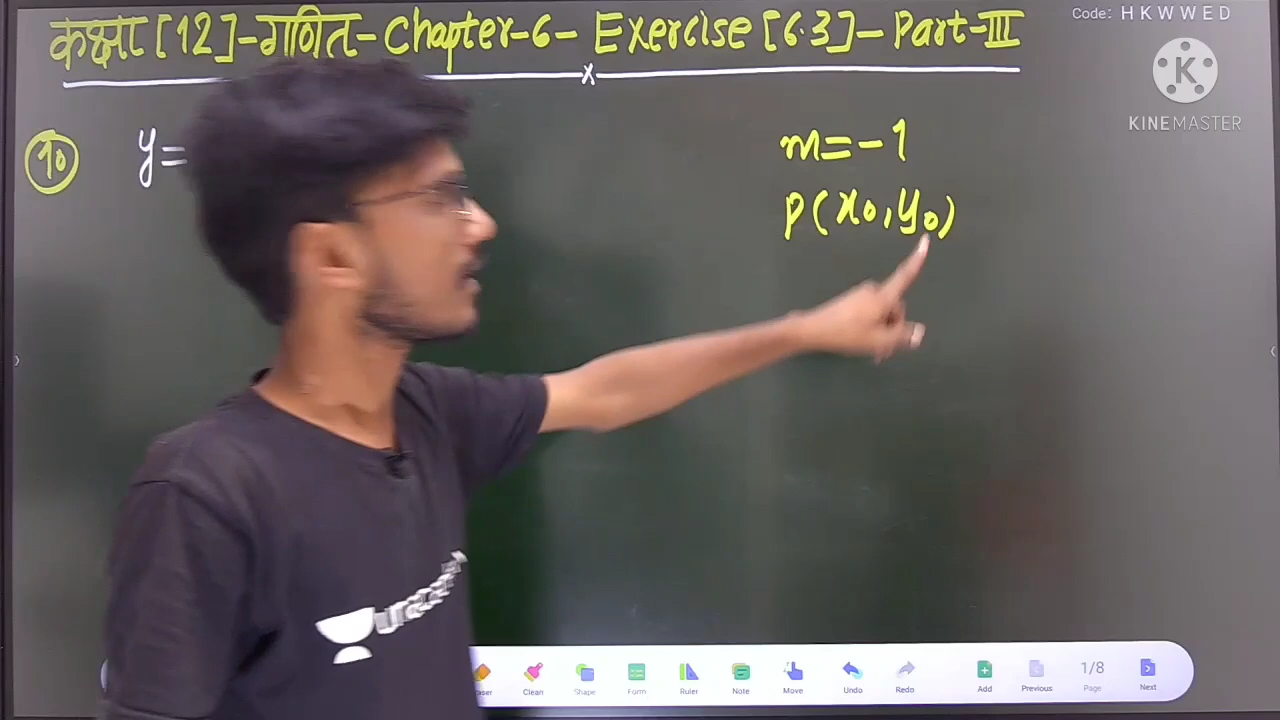 Code: HKWWED
कक्षा [12]-गणित-Chapter-6- Exercise [6.3]-Part-III
x
KINEMASTER
10 y=
m=-1
P(x₀,y₀)
Clean
Shape
Form
Ruler
Note
Move
Undo
Redo
Add
Previous
1/8
Page
Next